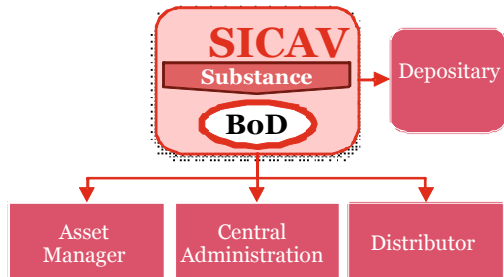 SICAV
Substance
BoD
Depositary
Asset
Manager
Central
Administration
Distributor